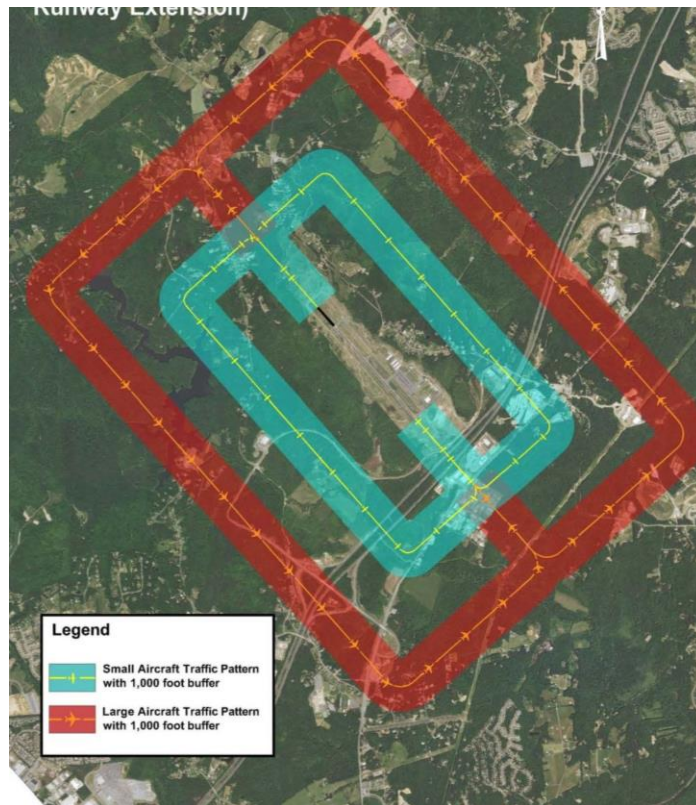 Runway Extension)
Legend
Small Aircraft Traffic Pattern
with 1,000 foot buffer
Large Aircraft Traffic Pattern
with 1,000 foot buffer